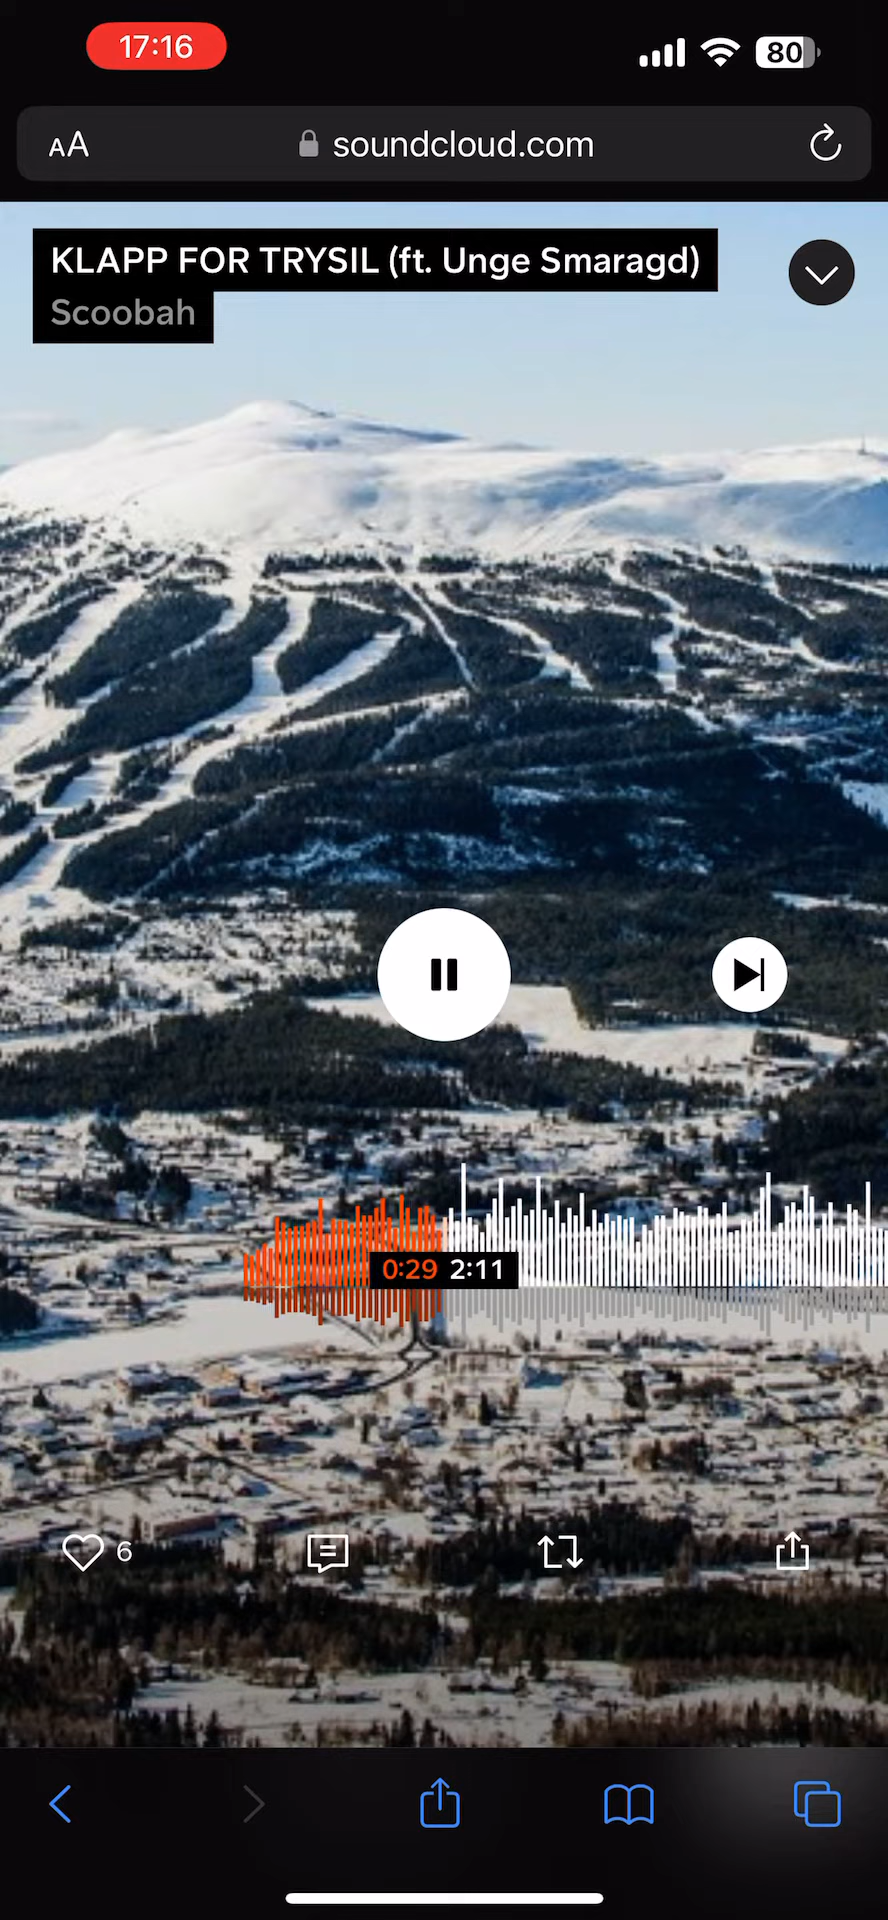 17:16
80
AA
soundcloud.com
KLAPP FOR TRYSIL (ft. Unge Smaragd)
Scoobah
0:29 2:11
6